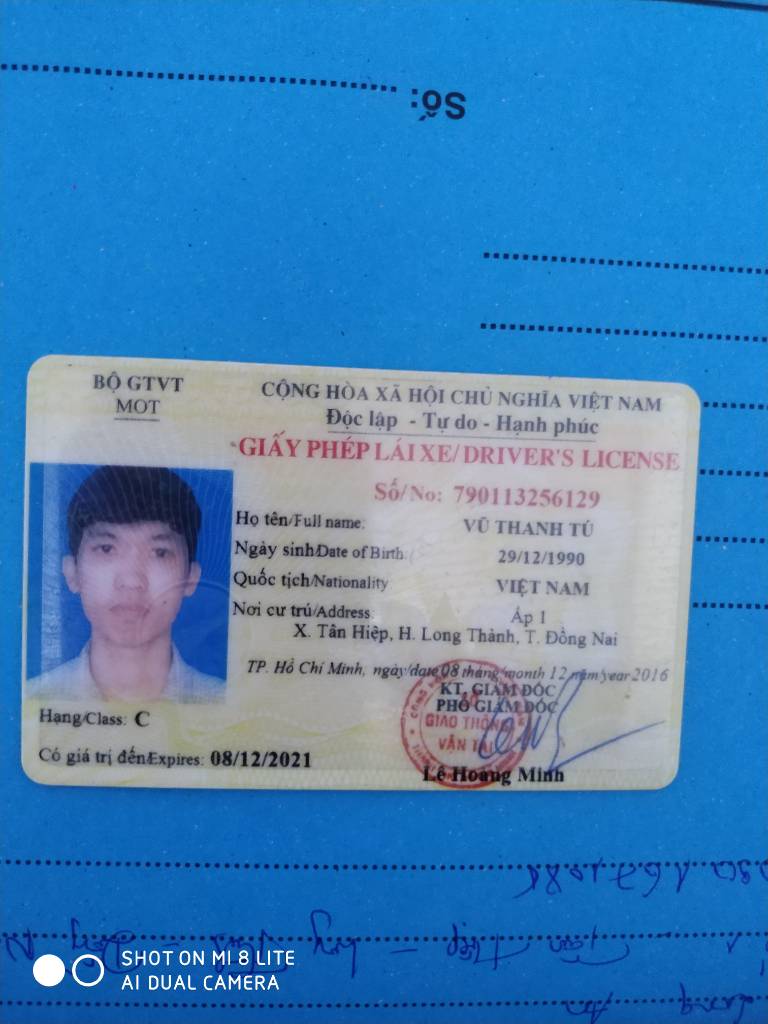 Số:
BỘ GTVT
MOT
CỘNG HÒA XÃ HỘI CHỦ NGHĨA VIỆT NAM
Độc lập - Tự do - Hạnh phúc
GIẤY PHÉP LÁI XE/DRIVER'S LICENSE
Số/No: 790113256129
Họ tên/Full name: VŨ THANH TÚ
Ngày sinh/Date of Birth: 29/12/1990
Quốc tịch/Nationality VIỆT NAM
Nơi cư trú/Address: Ấp 1
X. Tân Hiệp, H. Long Thành, T. Đồng Nai
TP. Hồ Chí Minh, ngày/date 08 tháng/month 12 năm/year 2016
KT. GIÁM ĐỐC
PHÓ GIÁM ĐỐC
GIAO THÔNG
VẬN TẢI
Lê Hoàng Minh
Hạng/Class: C
Có giá trị đến/Expires: 08/12/2021
Tân Hiệp -
SHOT ON MI 8 LITE
AI DUAL CAMERA